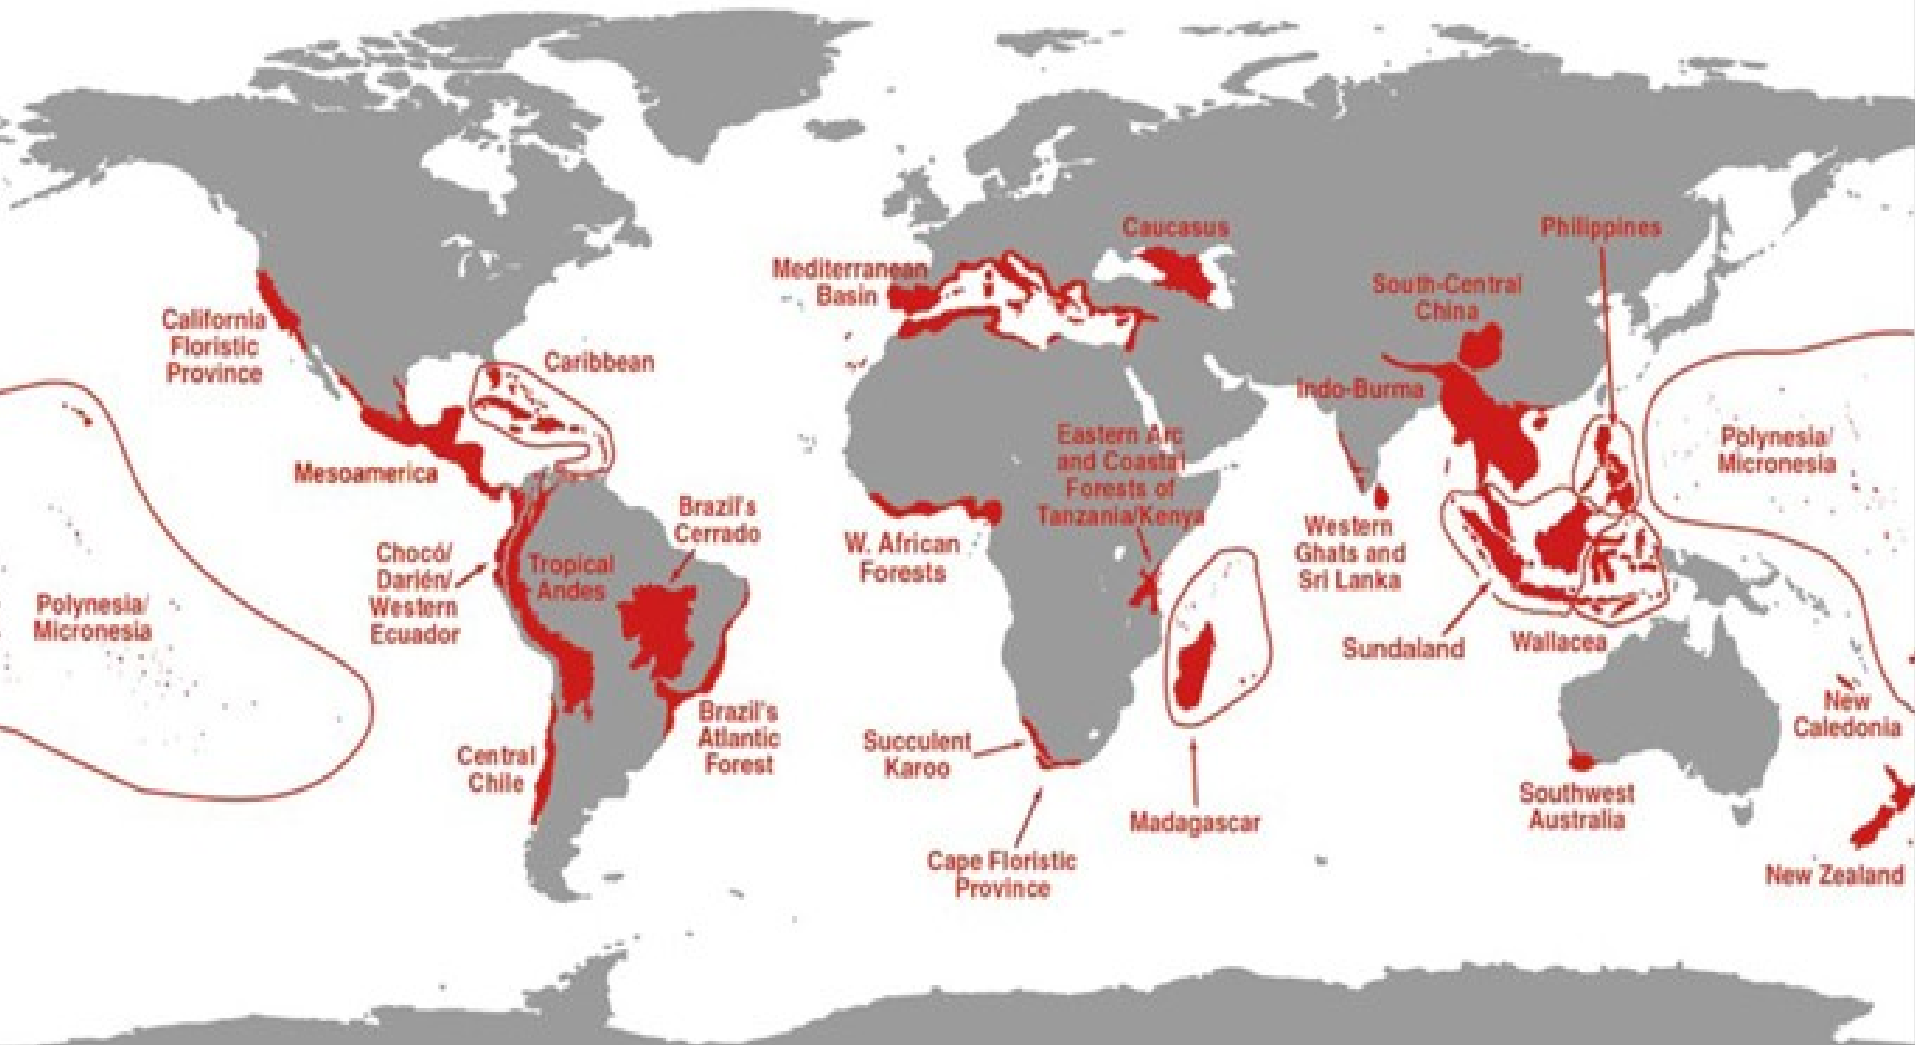 Caucasus
Philippines
Mediterranean
Basin
South-Central
China
California
Floristic
Province
Caribbean
Indo-Burma
Eastern Arc
and Coastal
Forests of
Tanzania/Kenya
Polynesia/
Micronesia
Mesoamerica
Brazil's
Cerrado
Western
Ghats and
Sri Lanka
W. African
Forests
Chocó/
Darién/
Western
Ecuador
Tropical
Andes
Polynesia/
Micronesia
Sundaland
Wallacea
New
Caledonia
Brazil's
Atlantic
Forest
Succulent
Karoo
Central
Chile
Southwest
Australia
Madagascar
Cape Floristic
Province
New Zealand